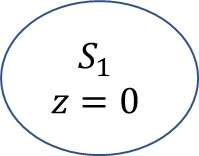 S₁
z = 0